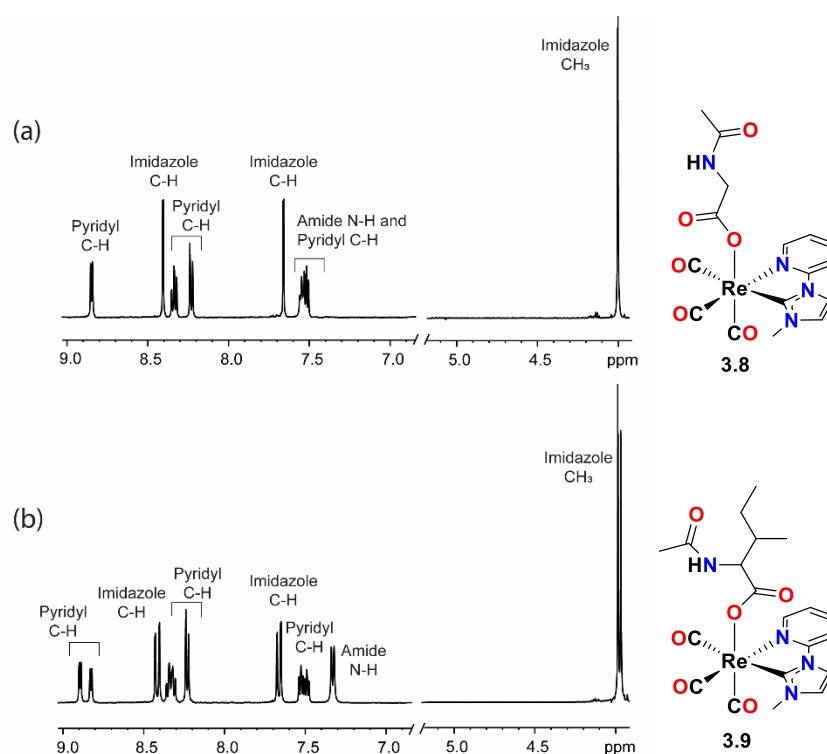 (a)
Pyridyl
C-H
Imidazole
C-H
Pyridyl
C-H
Imidazole
C-H
Amide N-H and
Pyridyl C-H
Imidazole
CH₃
9.0 8.5 8.0 7.5 7.0 5.0 4.5 ppm
O
HN
O
O
OC
N
Re
N
OC
CO
N
3.8
(b)
Pyridyl
C-H
Imidazole
C-H
Pyridyl
C-H
Imidazole
C-H
Pyridyl
C-H
Amide
N-H
Imidazole
CH₃
9.0 8.5 8.0 7.5 7.0 5.0 4.5 ppm
O
HN
O
O
OC
N
Re
N
OC
CO
N
3.9